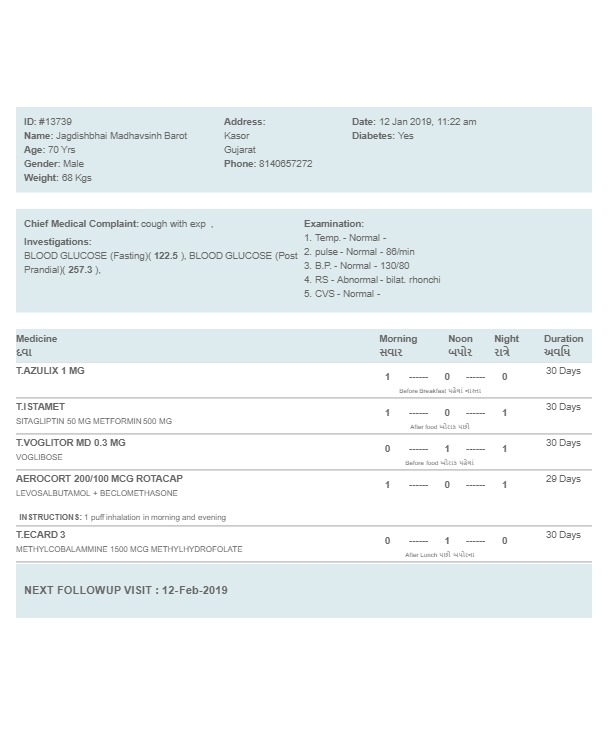 ID: #13739
Name: Jagdishbhai Madhavsinh Barot
Age: 70 Yrs
Gender: Male
Weight: 68 Kgs
Address:
Kasor
Gujarat
Phone: 8140657272
Date: 12 Jan 2019, 11:22 am
Diabetes: Yes
Chief Medical Complaint: cough with exp ,
Investigations:
BLOOD GLUCOSE (Fasting)( 122.5 ), BLOOD GLUCOSE (Post
Prandial)( 257.3 ),
Examination:
1. Temp. - Normal -
2. pulse - Normal - 86/min
3. B.P. - Normal - 130/80
4. RS - Abnormal - bilat. rhonchi
5. CVS - Normal -
Medicine Morning Noon Night Duration
દવા સવાર બપોર રાત્રે અવધિ
T.AZULIX 1 MG 1 ------ 0 ------ 0 30 Days
Before Breakfast પહેલાં નાસ્તા
T.ISTAMET 1 ------ 0 ------ 1 30 Days
SITAGLIPTIN 50 MG METFORMIN 500 MG
After food ખોરાક પછી
T.VOGLITOR MD 0.3 MG 0 ------ 1 ------ 1 30 Days
VOGLIBOSE
Before food ખોરાક પહેલાં
AEROCORT 200/100 MCG ROTACAP 1 ------ 0 ------ 1 29 Days
LEVOSALBUTAMOL + BECLOMETHASONE
INSTRUCTIONS: 1 puff inhalation in morning and evening
T.ECARD 3 0 ------ 1 ------ 0 30 Days
METHYLCOBALAMMINE 1500 MCG METHYLHYDROFOLATE
After Lunch પછી બપોરના
NEXT FOLLOWUP VISIT : 12-Feb-2019